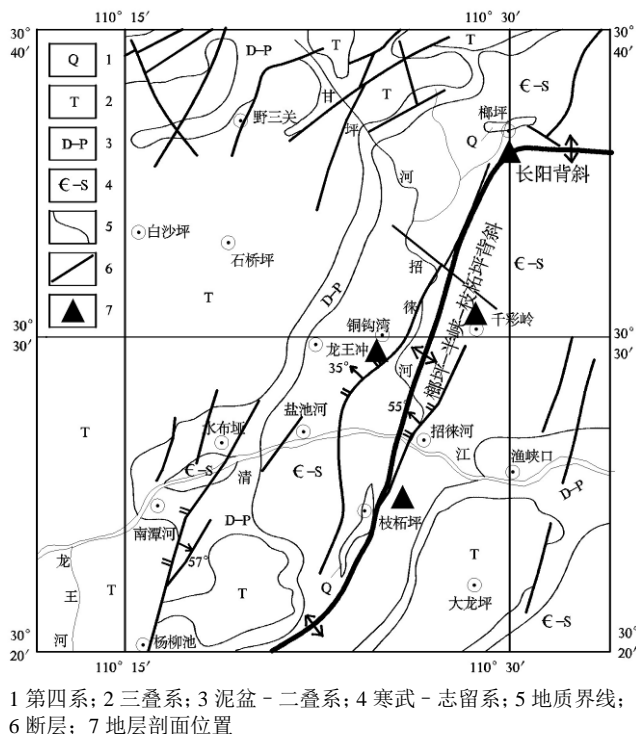 110° 15′ 110° 30′
30° 40′ 30° 40′
Q 1
T 2
D-P 3
Є-S 4
5
6
7
D-P
T
T
T
甘
坪
河
野三关
榔坪
Q
Є-S
长阳背斜
白沙坪
石桥坪
T
D-P
招
徕
河
Є-S
千彩岭
榔坪-半峡-枝柘坪背斜
铜钩湾
30° 30′ 30° 30′
龙王冲
35°
55°
T
水布垭
盐池河
招徕河
渔峡口
Є-S
清
Є-S
江
D-P
南潭河
D-P
枝柘坪
57°
龙
王
河
T
T
Q
T
大龙坪
Є-S
杨柳池
30° 20′ 30° 20′
110° 15′ 110° 30′
1 第四系; 2 三叠系; 3 泥盆-二叠系; 4 寒武-志留系; 5 地质界线;
6 断层; 7 地层剖面位置